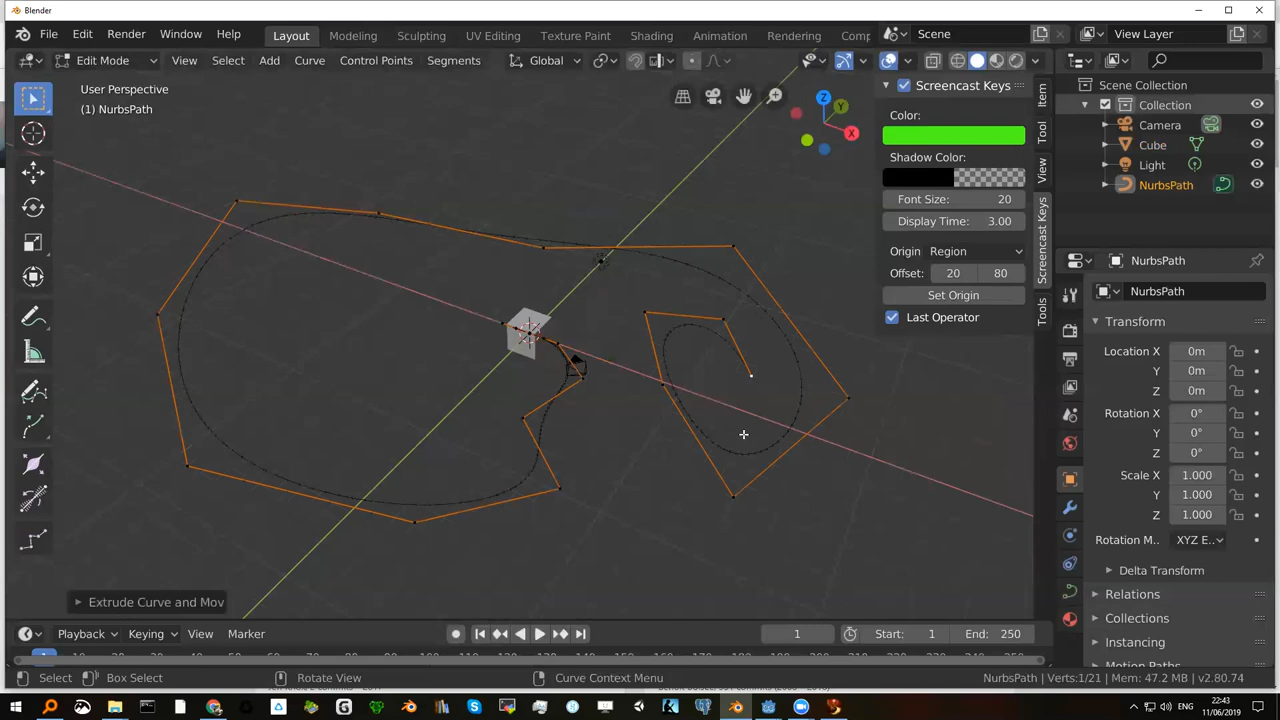 Blender
File Edit Render Window Help Layout Modeling Sculpting UV Editing Texture Paint Shading Animation Rendering Comp Scene View Layer
Edit Mode View Select Add Curve Control Points Segments Global
User Perspective
(1) NurbsPath
X
Y
Z
Screencast Keys
Color:
Shadow Color:
Font Size: 20
Display Time: 3.00
Origin Region
Offset: 20 80
Set Origin
Last Operator
Item
Tool
View
Screencast Keys
Tools
Scene Collection
Collection
Camera
Cube
Light
NurbsPath
NurbsPath
NurbsPath
Transform
Location X 0m
Y 0m
Z 0m
Rotation X 0°
Y 0°
Z 0°
Scale X 1.000
Y 1.000
Z 1.000
Rotation M.. XYZ E..
Delta Transform
Relations
Collections
Instancing
Motion Paths
Extrude Curve and Mov
Playback Keying View Marker 1 Start: 1 End: 250
Select Box Select Rotate View Curve Context Menu NurbsPath | Verts:1/21 | Mem: 47.2 MB | v2.80.74
ENG
22:43
11/06/2019